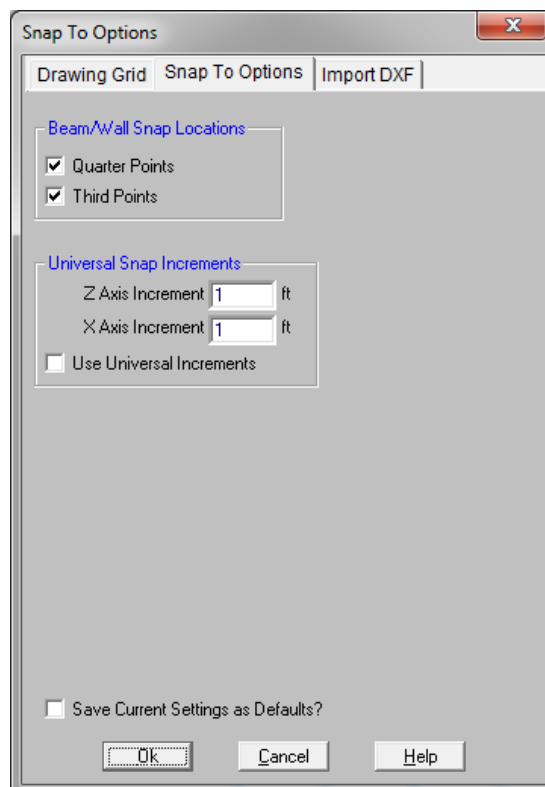 Snap To Options
Drawing Grid Snap To Options Import DXF
Beam/Wall Snap Locations
Quarter Points
Third Points
Universal Snap Increments
Z Axis Increment 1 ft
X Axis Increment 1 ft
Use Universal Increments
Save Current Settings as Defaults?
Ok Cancel Help